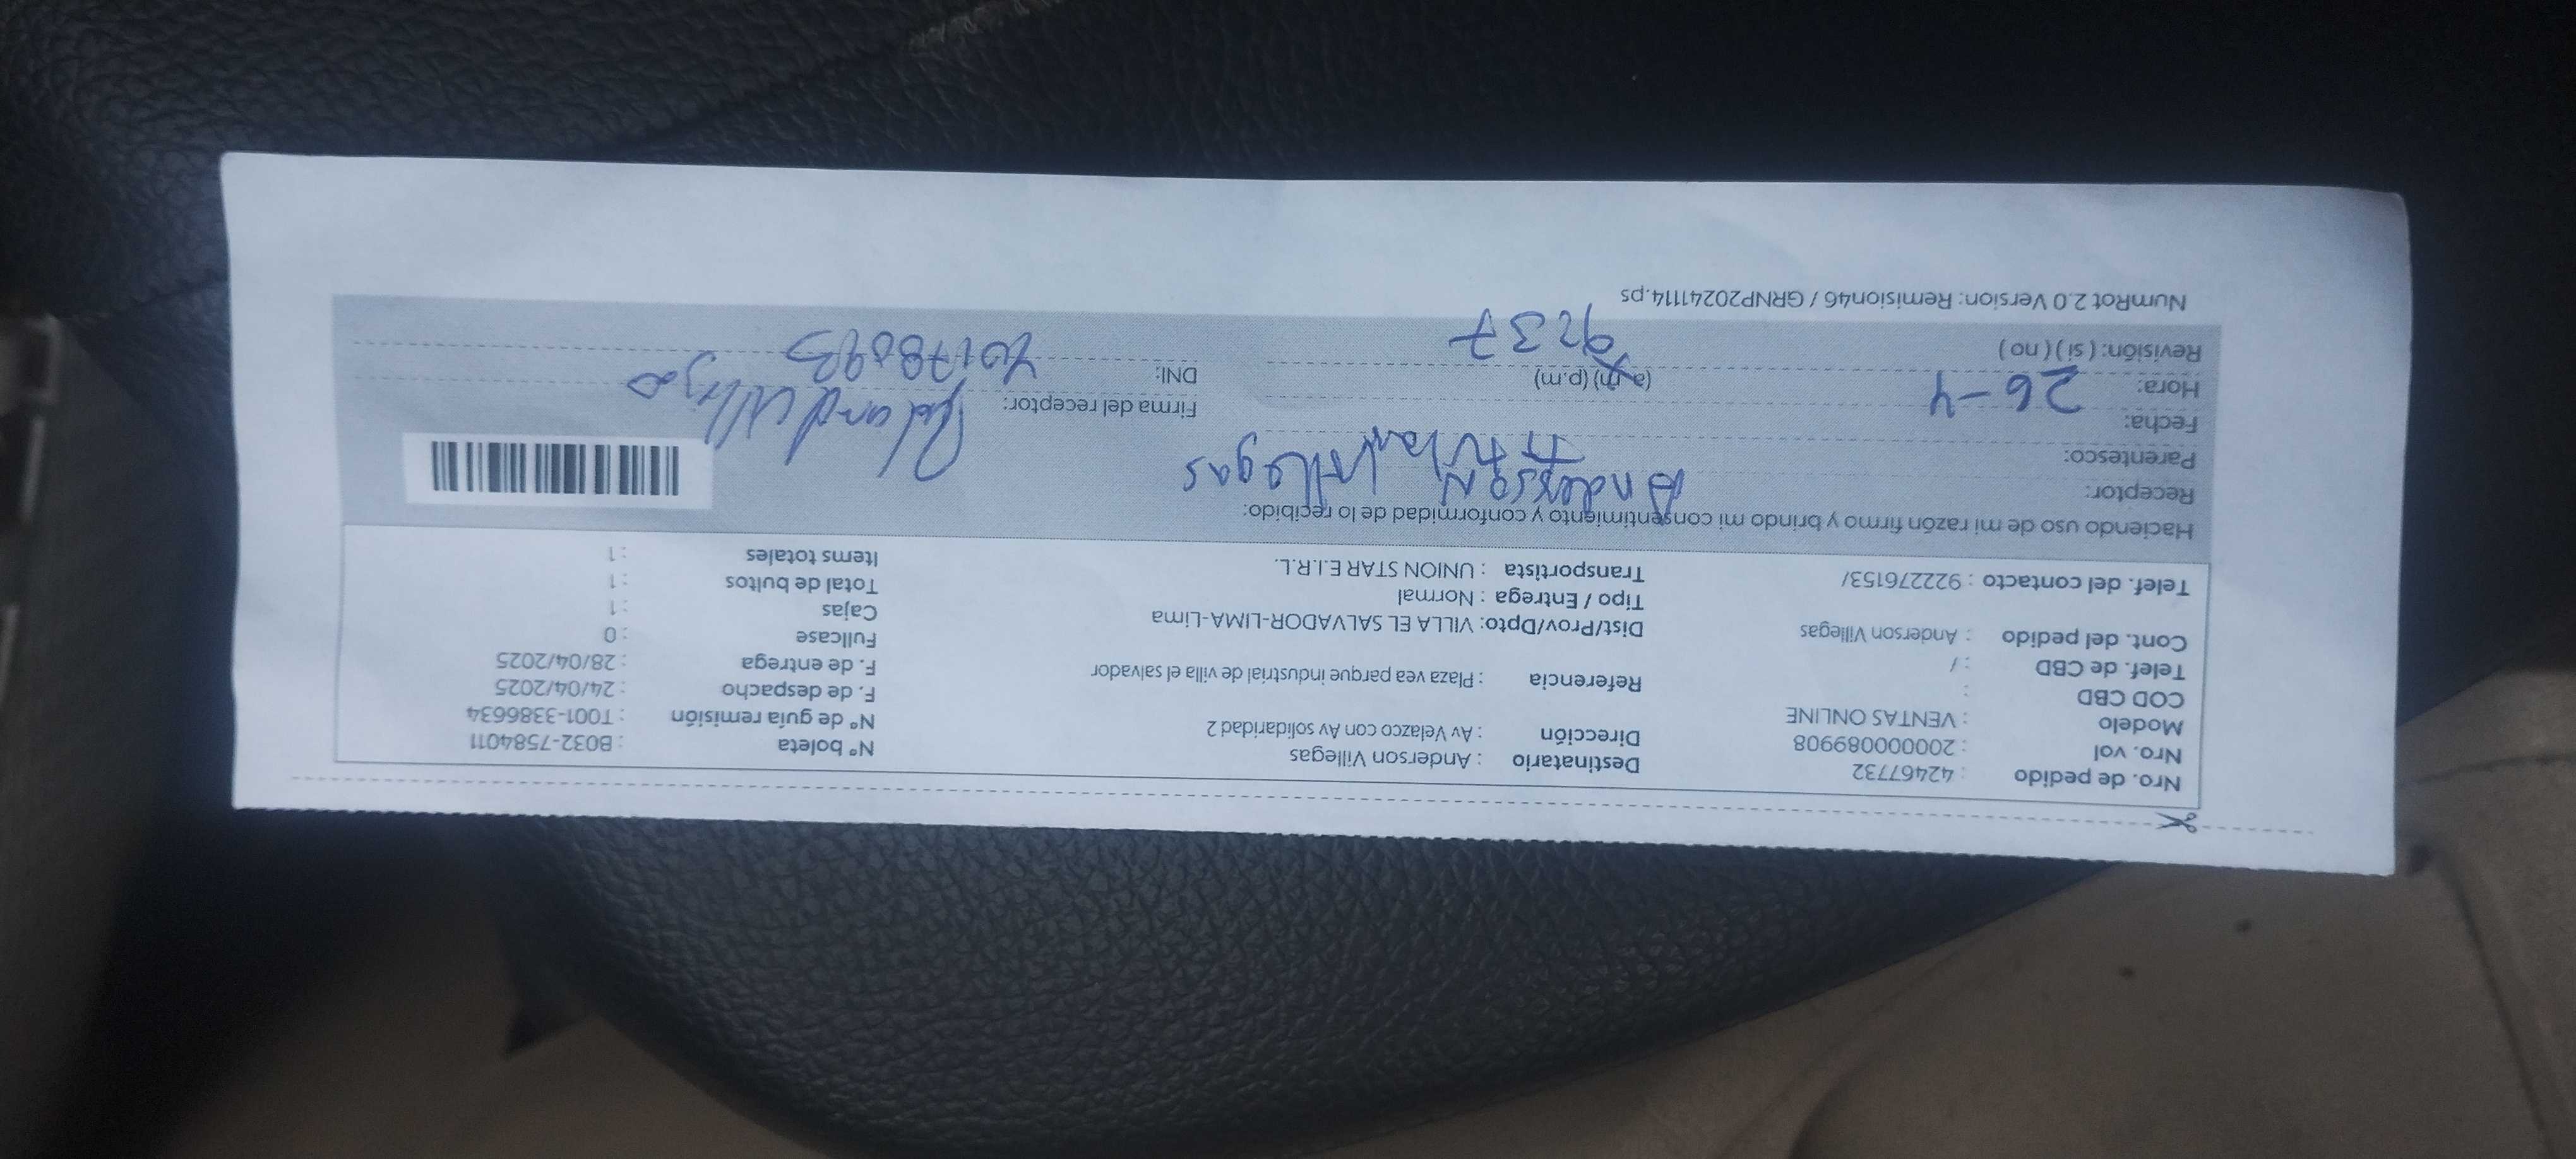 Nro. de pedido : 42467732
Nro. vol : 2000000089908
Modelo : VENTAS ONLINE
COD CBD :
Telef. de CBD : /
Cont. del pedido : Anderson Villegas
Telef. del contacto : 922276153/
Destinatario : Anderson Villegas
Dirección : Av Velazco con Av solidaridad 2
Referencia : Plaza vea parque industrial de villa el salvador
Dist/Prov/Dpto: VILLA EL SALVADOR-LIMA-Lima
Tipo / Entrega : Normal
Transportista : UNION STAR E.I.R.L.
Nº boleta : B032-7584011
Nº de guía remisión : T001-3386634
F. de despacho : 24/04/2025
F. de entrega : 28/04/2025
Fullcase : 0
Cajas : 1
Total de bultos : 1
Items totales : 1
Haciendo uso de mi razón firmo y brindo mi consentimiento y conformidad de lo recibido:
Receptor: Anderson Villegas
Parentesco:
Fecha: 26-4
Hora: (a.m) (p.m)
9:37
Revisión: ( si ) ( no )
Firma del receptor:
DNI:
NumRot 2.0 Version: Remision46 / GRNP20241114.ps